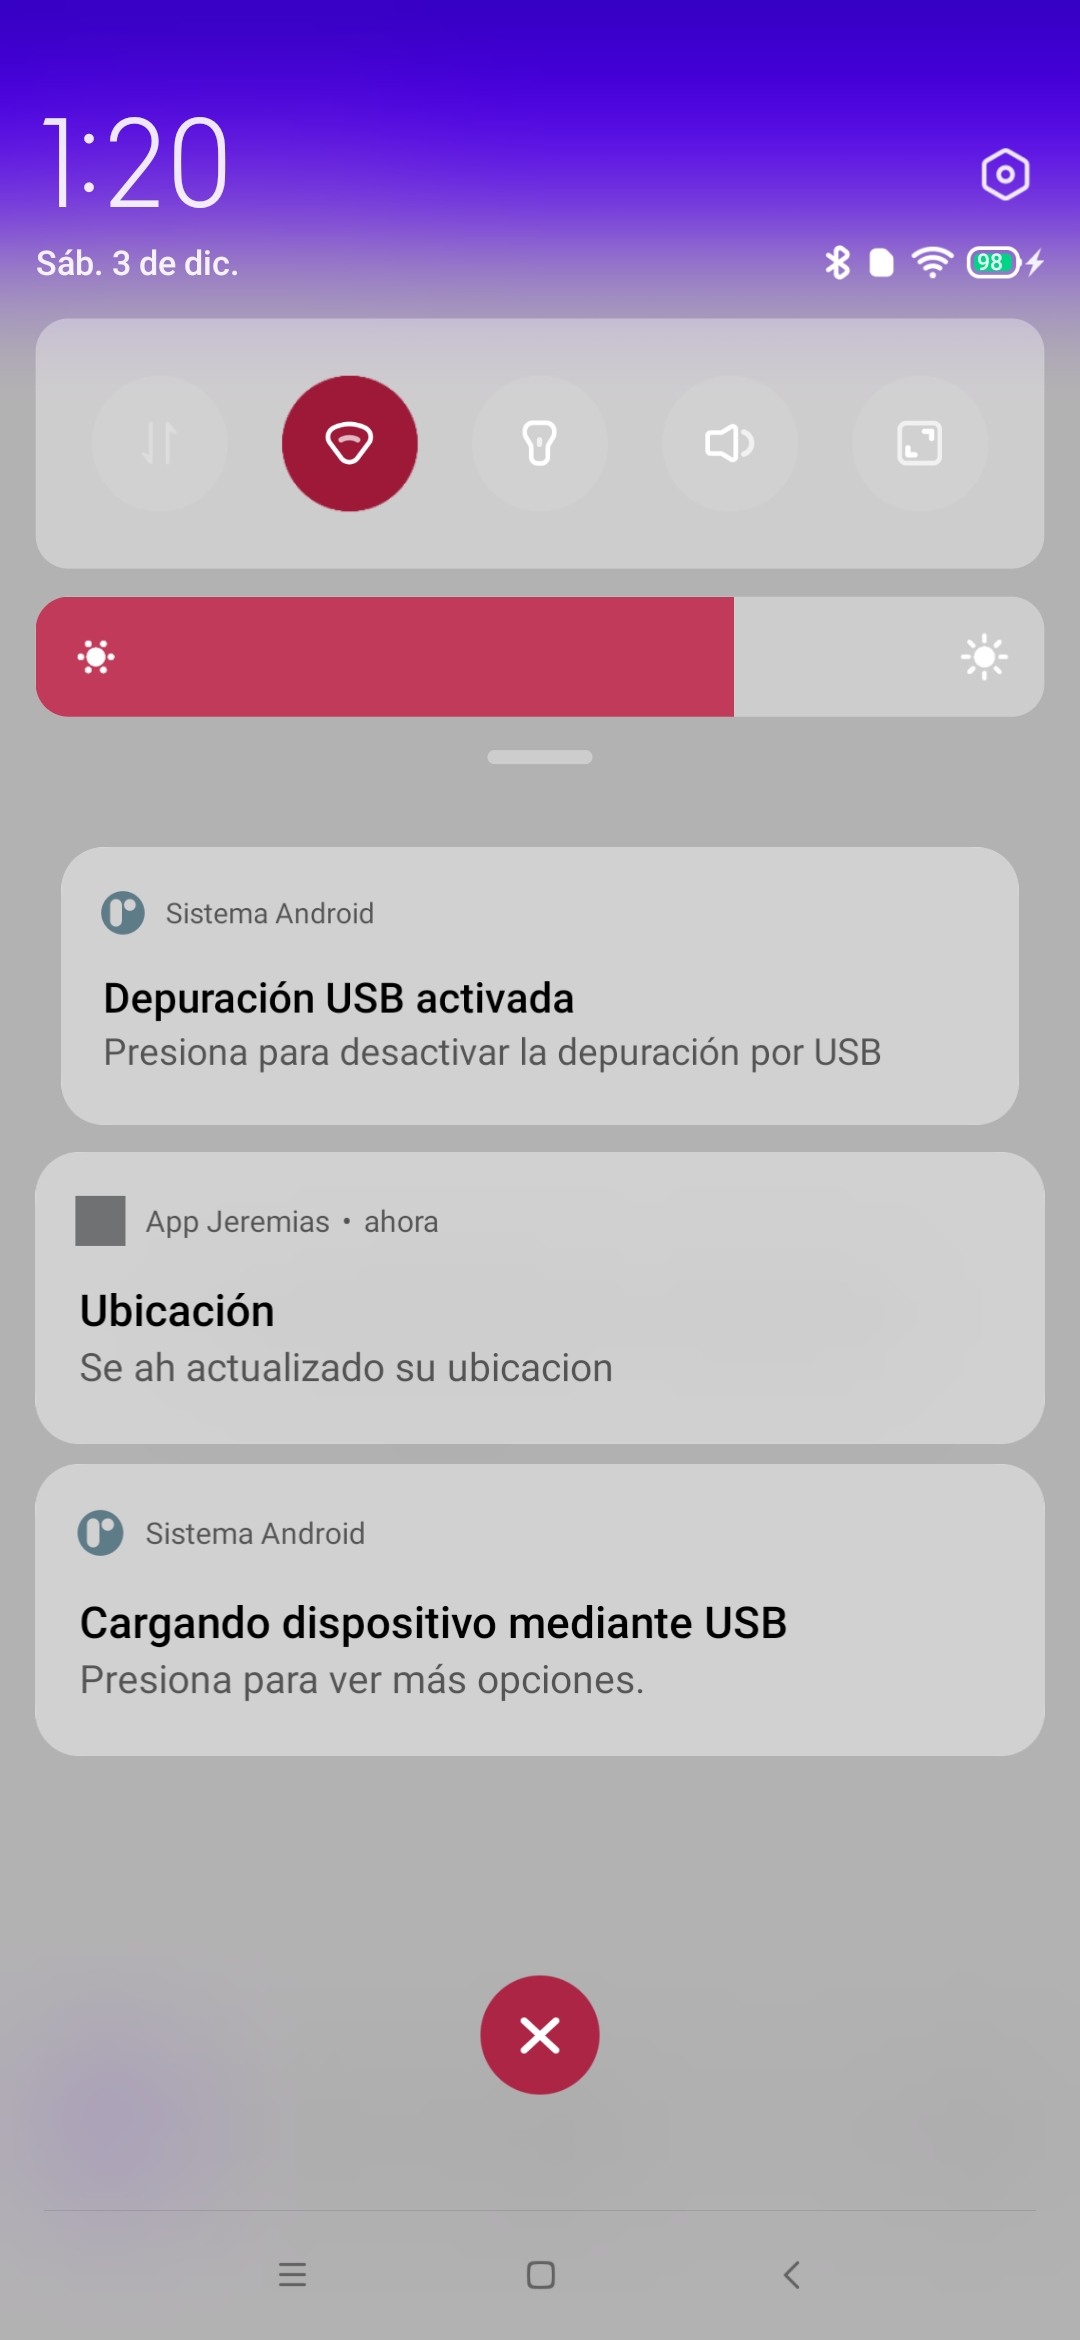 1:20
Sáb. 3 de dic.
98
Sistema Android
Depuración USB activada
Presiona para desactivar la depuración por USB
App Jeremias • ahora
Ubicación
Se ah actualizado su ubicacion
Sistema Android
Cargando dispositivo mediante USB
Presiona para ver más opciones.